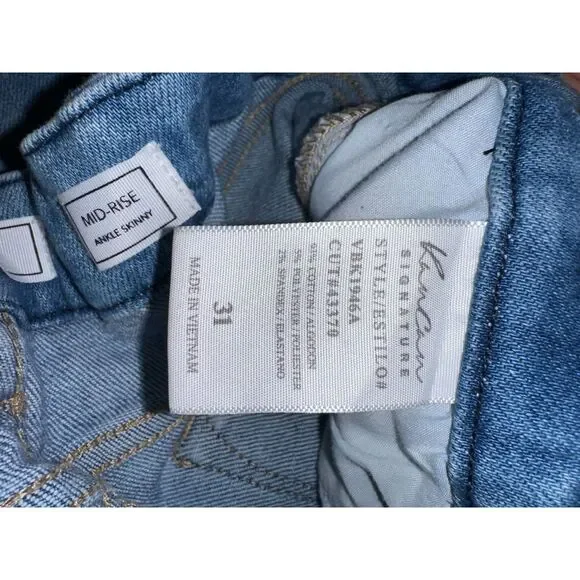 MID-RISE
ANKLE SKINNY
KanCan
SIGNATURE
STYLE/ESTILO#
VBK1946A
CUT#43370
93% COTTON/ALGODON
5% POLYESTER/POLIESTER
2% SPANDEX/ELASTANO
31
MADE IN VIETNAM